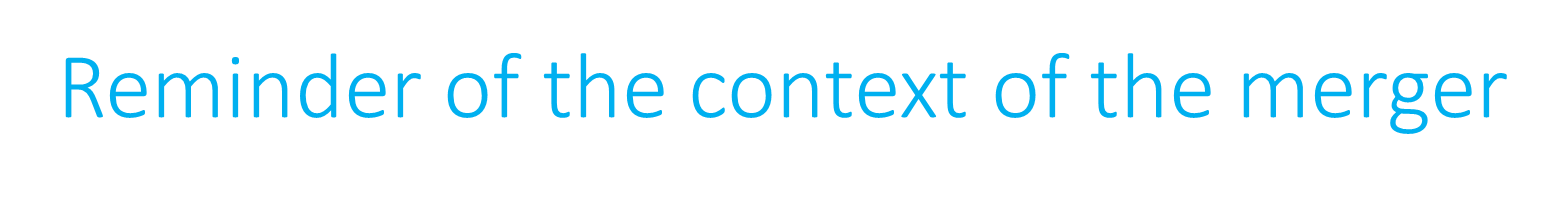 Reminder of the context of the merger